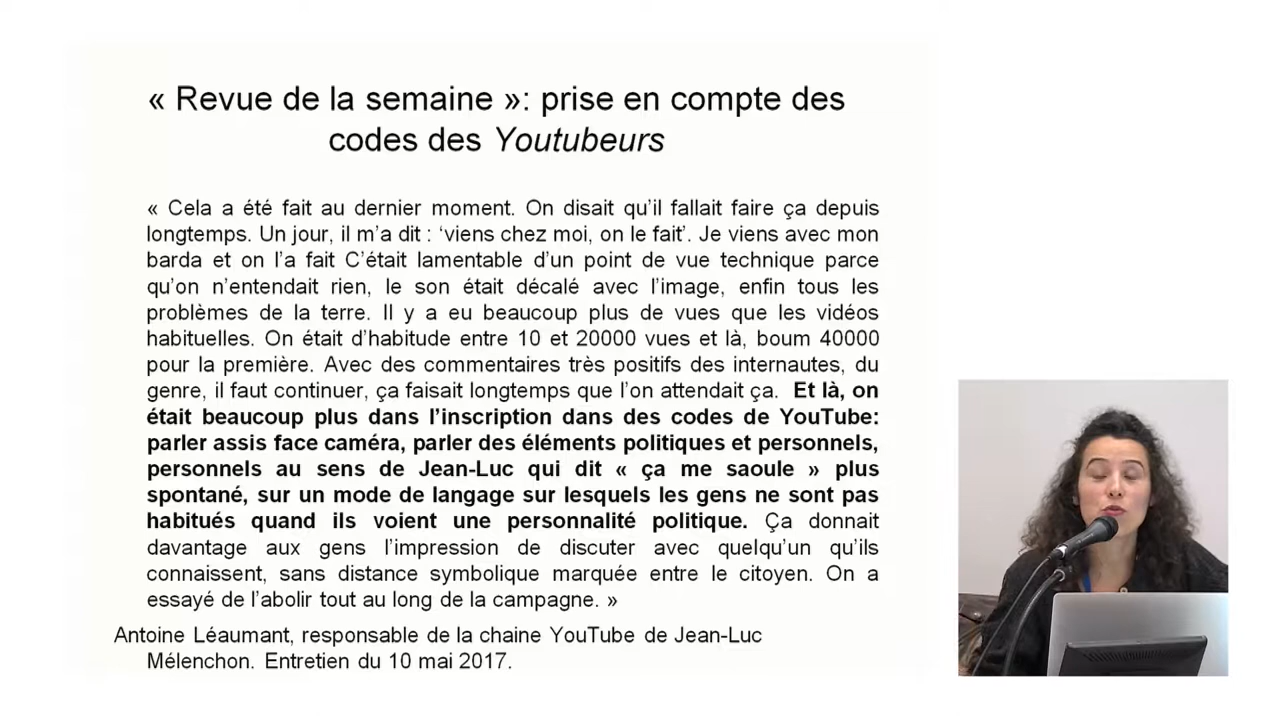 « Revue de la semaine »: prise en compte des
codes des Youtubeurs
« Cela a été fait au dernier moment. On disait qu’il fallait faire ça depuis
longtemps. Un jour, il m’a dit : ‘viens chez moi, on le fait’. Je viens avec mon
barda et on l’a fait C’était lamentable d’un point de vue technique parce
qu’on n’entendait rien, le son était décalé avec l’image, enfin tous les
problèmes de la terre. Il y a eu beaucoup plus de vues que les vidéos
habituelles. On était d’habitude entre 10 et 20000 vues et là, boum 40000
pour la première. Avec des commentaires très positifs des internautes, du
genre, il faut continuer, ça faisait longtemps que l’on attendait ça. Et là, on
était beaucoup plus dans l’inscription dans des codes de YouTube:
parler assis face caméra, parler des éléments politiques et personnels,
personnels au sens de Jean-Luc qui dit « ça me saoule » plus
spontané, sur un mode de langage sur lesquels les gens ne sont pas
habitués quand ils voient une personnalité politique. Ça donnait
davantage aux gens l’impression de discuter avec quelqu’un qu’ils
connaissent, sans distance symbolique marquée entre le citoyen. On a
essayé de l’abolir tout au long de la campagne. »
Antoine Léaumant, responsable de la chaine YouTube de Jean-Luc
Mélenchon. Entretien du 10 mai 2017.